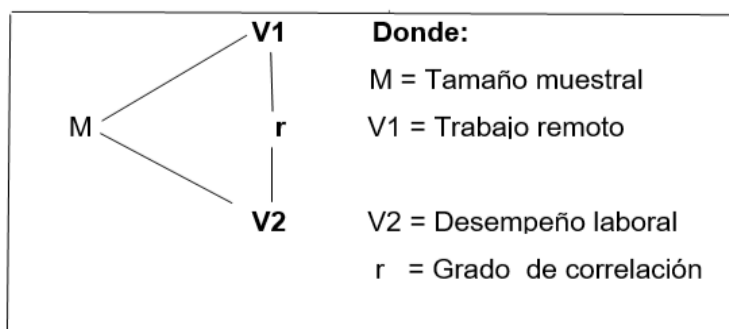 V1 Donde:
M = Tamaño muestral
M r V1 = Trabajo remoto
V2 V2 = Desempeño laboral
r = Grado de correlación